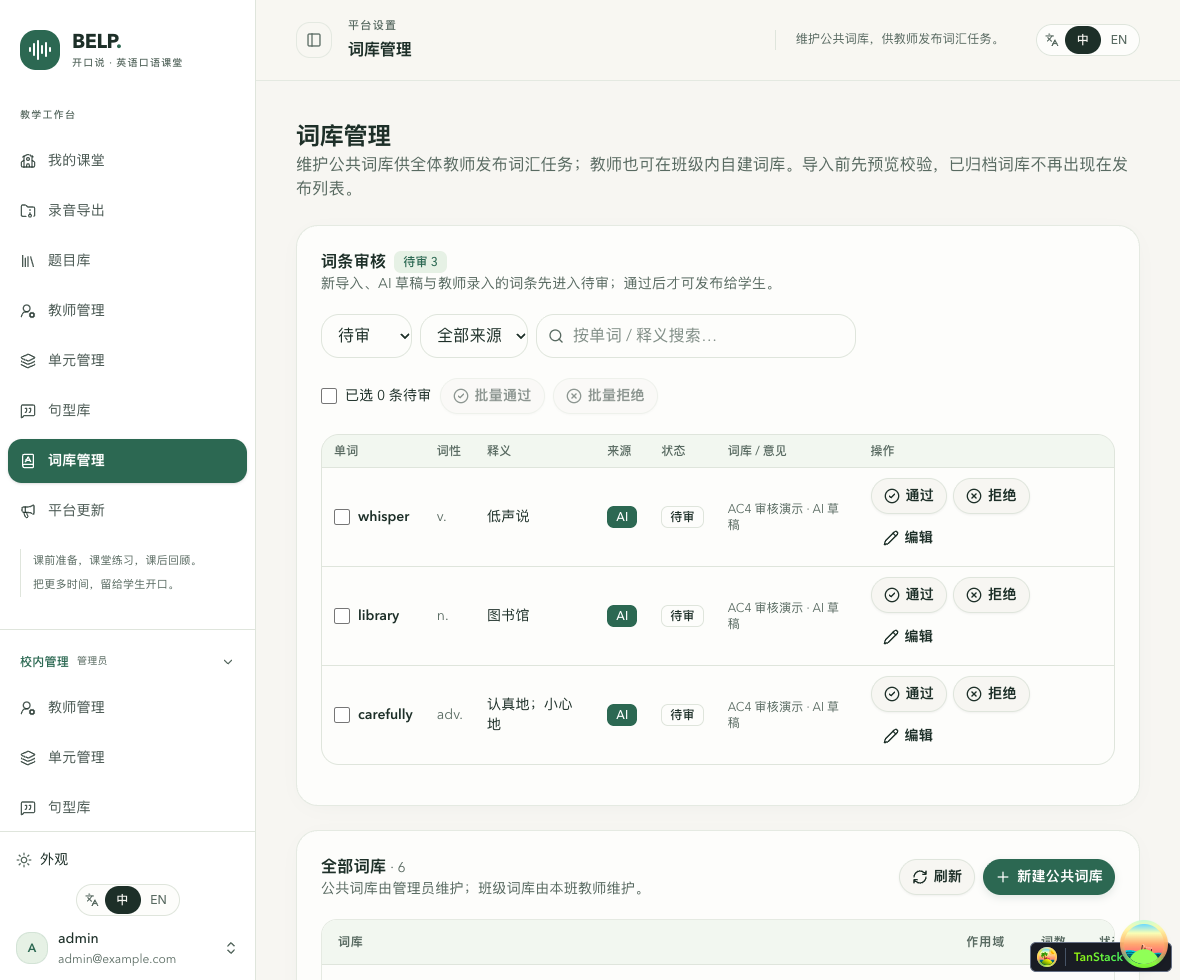 BELP.
开口说 · 英语口语课堂
教学工作台
我的课堂
录音导出
题目库
教师管理
单元管理
句型库
词库管理
平台更新
课前准备，课堂练习，课后回顾。
把更多时间，留给学生开口。
校内管理 管理员
教师管理
单元管理
句型库
外观
中 EN
A
admin
admin@example.com
平台设置
词库管理
维护公共词库，供教师发布词汇任务。
中 EN
词库管理
维护公共词库供全体教师发布词汇任务；教师也可在班级内自建词库。导入前先预览校验，已归档词库不再出现在发
布列表。
词条审核 待审 3
新导入、AI 草稿与教师录入的词条先进入待审；通过后才可发布给学生。
待审 全部来源 按单词 / 释义搜索…
已选 0 条待审 批量通过 批量拒绝
单词 词性 释义 来源 状态 词库 / 意见 操作
whisper v. 低声说 AI 待审 AC4 审核演示 · AI 草
稿
通过 拒绝
编辑
library n. 图书馆 AI 待审 AC4 审核演示 · AI 草
稿
通过 拒绝
编辑
carefully adv. 认真地；小心
地
AI 待审 AC4 审核演示 · AI 草
稿
通过 拒绝
编辑
全部词库 · 6
公共词库由管理员维护；班级词库由本班教师维护。
刷新 新建公共词库
词库 作用域 词数
TanStack